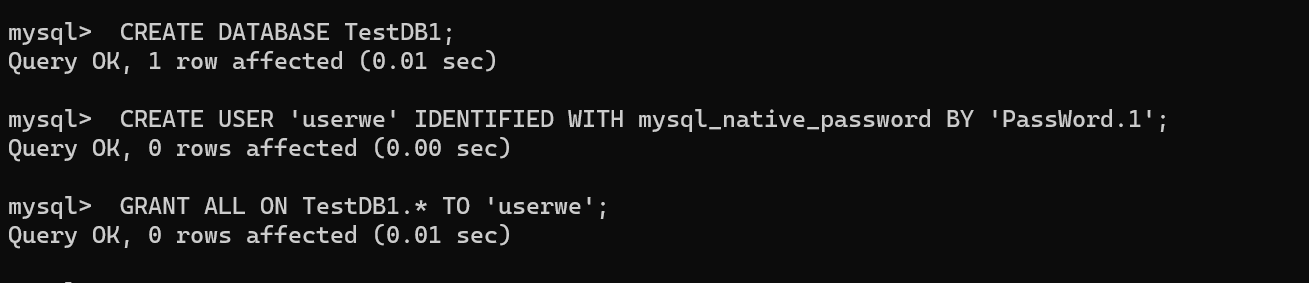 mysql>  CREATE DATABASE TestDB1;
Query OK, 1 row affected (0.01 sec)
mysql>  CREATE USER 'userwe' IDENTIFIED WITH mysql_native_password BY 'PassWord.1';
Query OK, 0 rows affected (0.00 sec)
mysql>  GRANT ALL ON TestDB1.* TO 'userwe';
Query OK, 0 rows affected (0.01 sec)